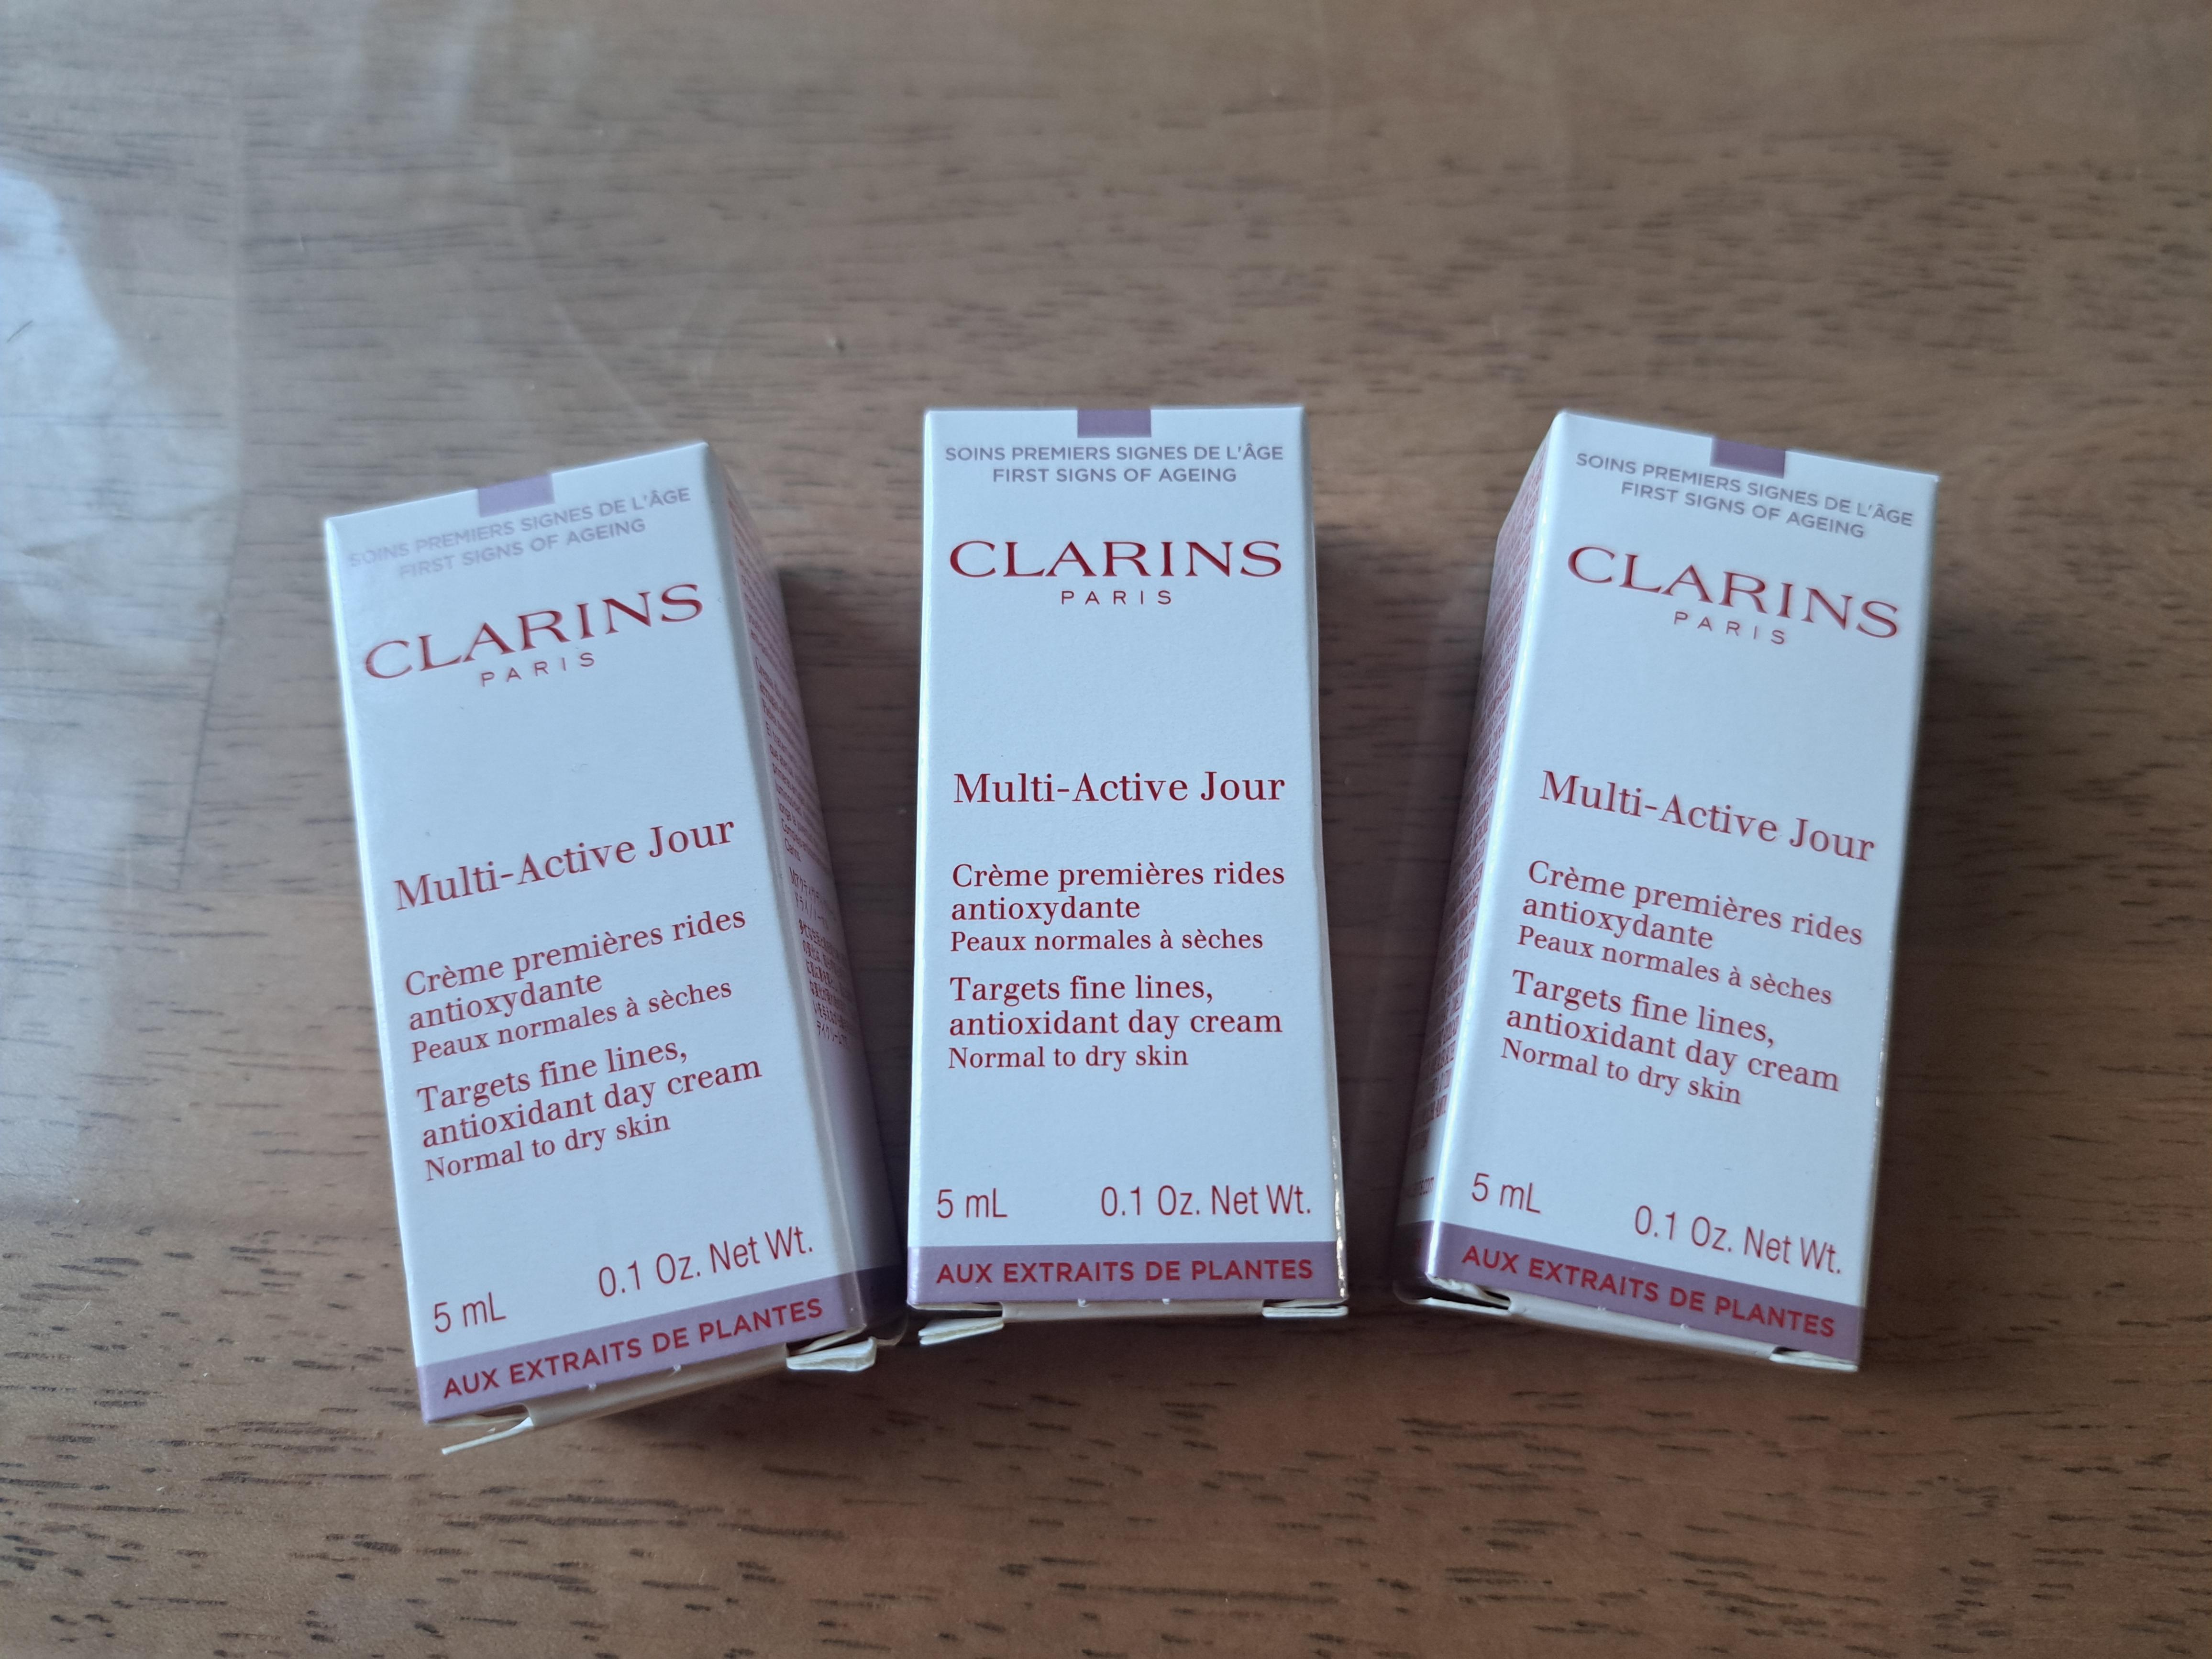 SOINS PREMIERS SIGNES DE L'ÂGE
FIRST SIGNS OF AGEING
CLARINS
PARIS
Multi-Active Jour
Crème premières rides
antioxydante
Peaux normales à sèches
Targets fine lines,
antioxidant day cream
Normal to dry skin
5 mL 0.1 Oz. Net Wt.
AUX EXTRAITS DE PLANTES
SOINS PREMIERS SIGNES DE L'ÂGE
FIRST SIGNS OF AGEING
CLARINS
PARIS
Multi-Active Jour
Crème premières rides
antioxydante
Peaux normales à sèches
Targets fine lines,
antioxidant day cream
Normal to dry skin
5 mL 0.1 Oz. Net Wt.
AUX EXTRAITS DE PLANTES
SOINS PREMIERS SIGNES DE L'ÂGE
FIRST SIGNS OF AGEING
CLARINS
PARIS
Multi-Active Jour
Crème premières rides
antioxydante
Peaux normales à sèches
Targets fine lines,
antioxidant day cream
Normal to dry skin
5 mL 0.1 Oz. Net Wt.
AUX EXTRAITS DE PLANTES